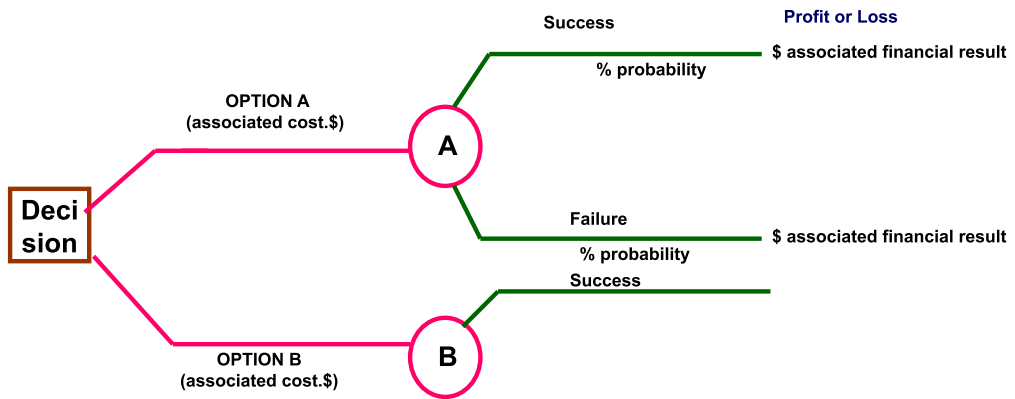 Success
Profit or Loss
$ associated financial result
% probability
OPTION A
(associated cost.$)
A
Deci
sion
Failure
$ associated financial result
% probability
Success
B
OPTION B
(associated cost.$)